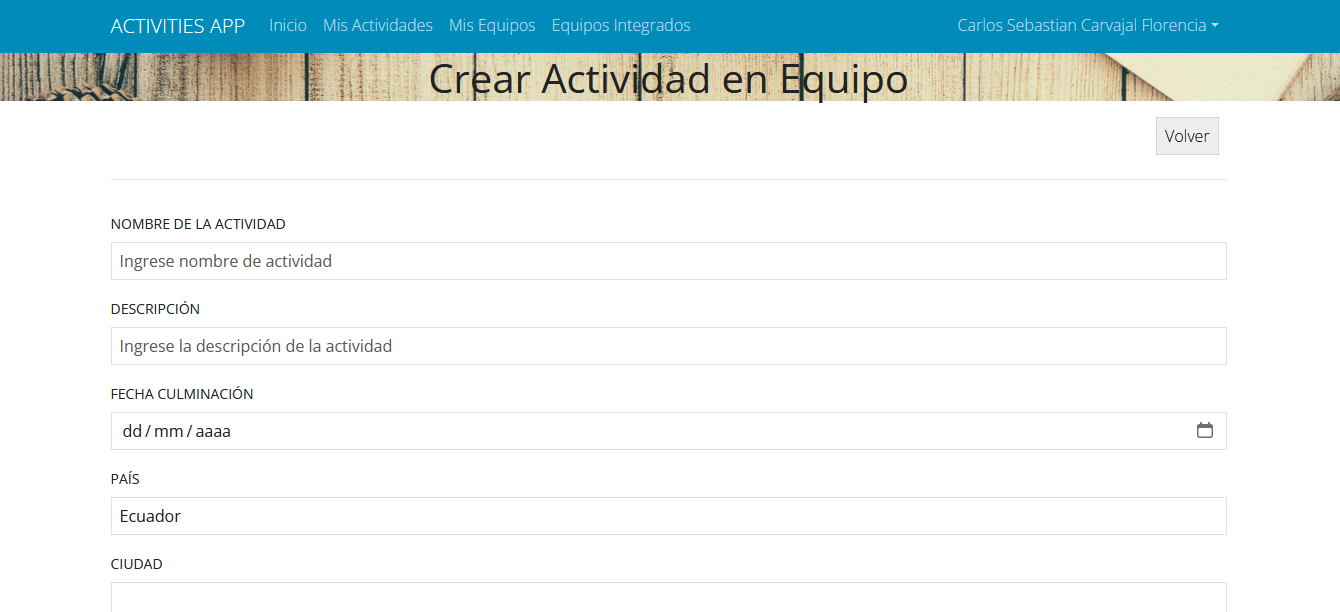 ACTIVITIES APP Inicio Mis Actividades Mis Equipos Equipos Integrados Carlos Sebastian Carvajal Florencia
Crear Actividad en Equipo
Volver
NOMBRE DE LA ACTIVIDAD
Ingrese nombre de actividad
DESCRIPCIÓN
Ingrese la descripción de la actividad
FECHA CULMINACIÓN
dd/mm/aaaa
PAÍS
Ecuador
CIUDAD